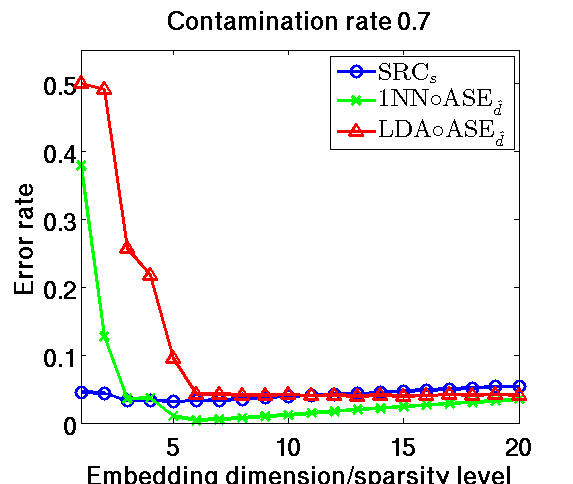 Contamination rate 0.7
SRCₛ
1NN∘ASE_d̂
LDA∘ASE_d̂
Error rate
0.5
0.4
0.3
0.2
0.1
0
5
10
15
20
Embedding dimension/sparsity level